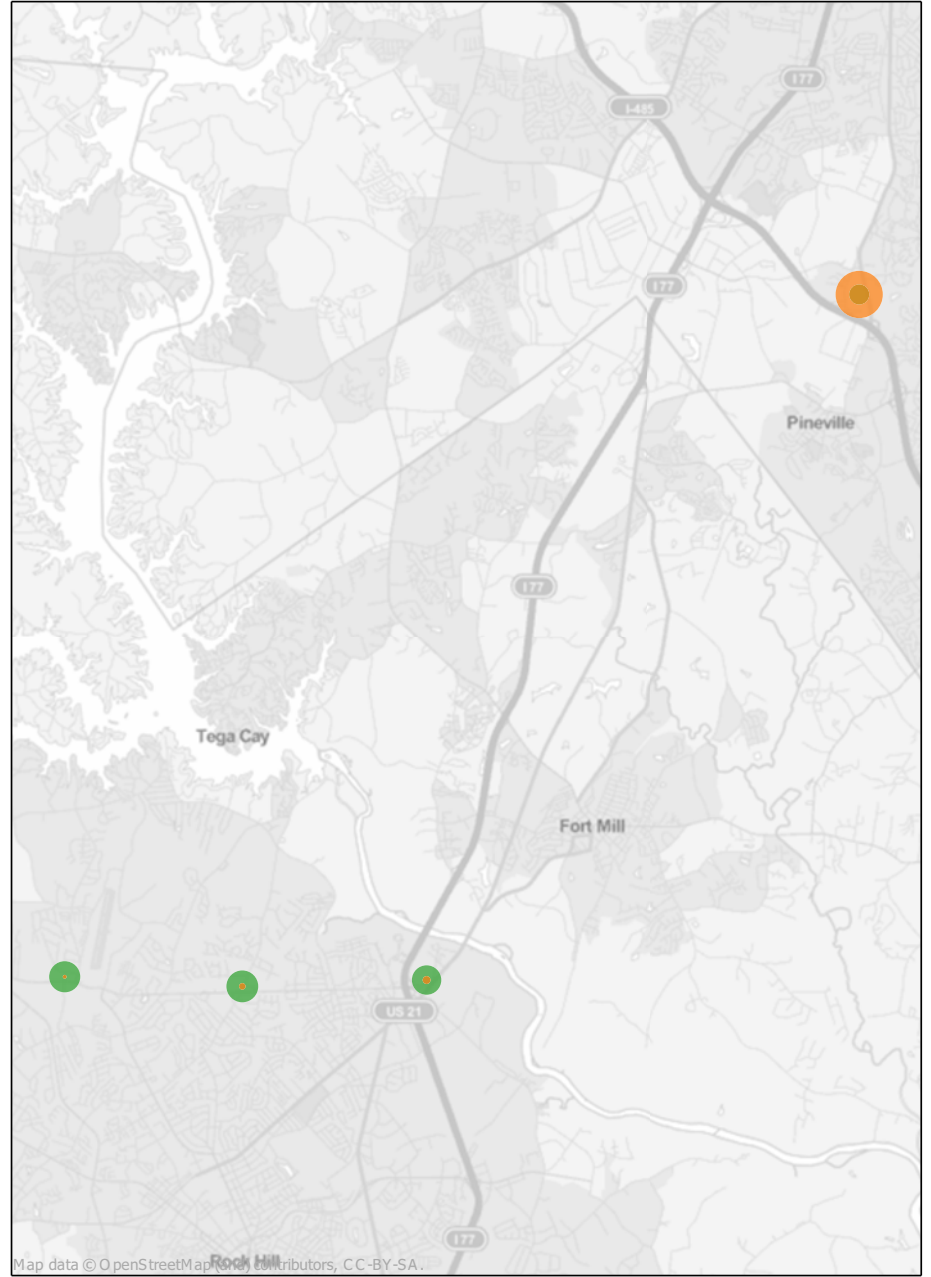 177
I-485
177
Pineville
177
Tega Cay
Fort Mill
US 21
177
Rock Hill
Map data © OpenStreetMap (and) contributors, CC-BY-SA.